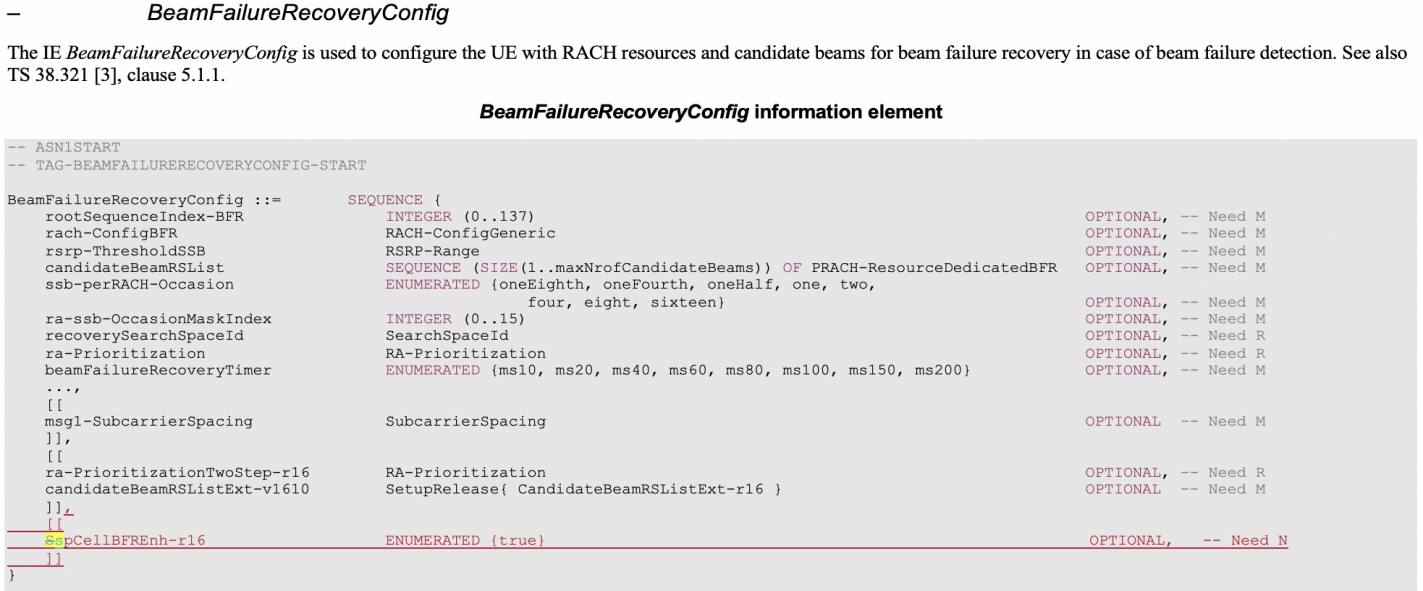 – BeamFailureRecoveryConfig
The IE BeamFailureRecoveryConfig is used to configure the UE with RACH resources and candidate beams for beam failure recovery in case of beam failure detection. See also
TS 38.321 [3], clause 5.1.1.
BeamFailureRecoveryConfig information element
-- ASN1START
-- TAG-BEAMFAILURERECOVERYCONFIG-START
BeamFailureRecoveryConfig ::= SEQUENCE {
rootSequenceIndex-BFR INTEGER (0..137) OPTIONAL, -- Need M
rach-ConfigBFR RACH-ConfigGeneric OPTIONAL, -- Need M
rsrp-ThresholdSSB RSRP-Range OPTIONAL, -- Need M
candidateBeamRSList SEQUENCE (SIZE(1..maxNrofCandidateBeams)) OF PRACH-ResourceDedicatedBFR OPTIONAL, -- Need M
ssb-perRACH-Occasion ENUMERATED {oneEighth, oneFourth, oneHalf, one, two,
four, eight, sixteen} OPTIONAL, -- Need M
ra-ssb-OccasionMaskIndex INTEGER (0..15) OPTIONAL, -- Need M
recoverySearchSpaceId SearchSpaceId OPTIONAL, -- Need R
ra-Prioritization RA-Prioritization OPTIONAL, -- Need R
beamFailureRecoveryTimer ENUMERATED {ms10, ms20, ms40, ms60, ms80, ms100, ms150, ms200} OPTIONAL, -- Need M
...,
[[
msg1-SubcarrierSpacing SubcarrierSpacing OPTIONAL -- Need M
]],
[[
ra-PrioritizationTwoStep-r16 RA-Prioritization OPTIONAL, -- Need R
candidateBeamRSListExt-v1610 SetupRelease{ CandidateBeamRSListExt-r16 } OPTIONAL -- Need M
]],
[[
SspCellBFREnh-r16 ENUMERATED {true} OPTIONAL, -- Need N
]]
}